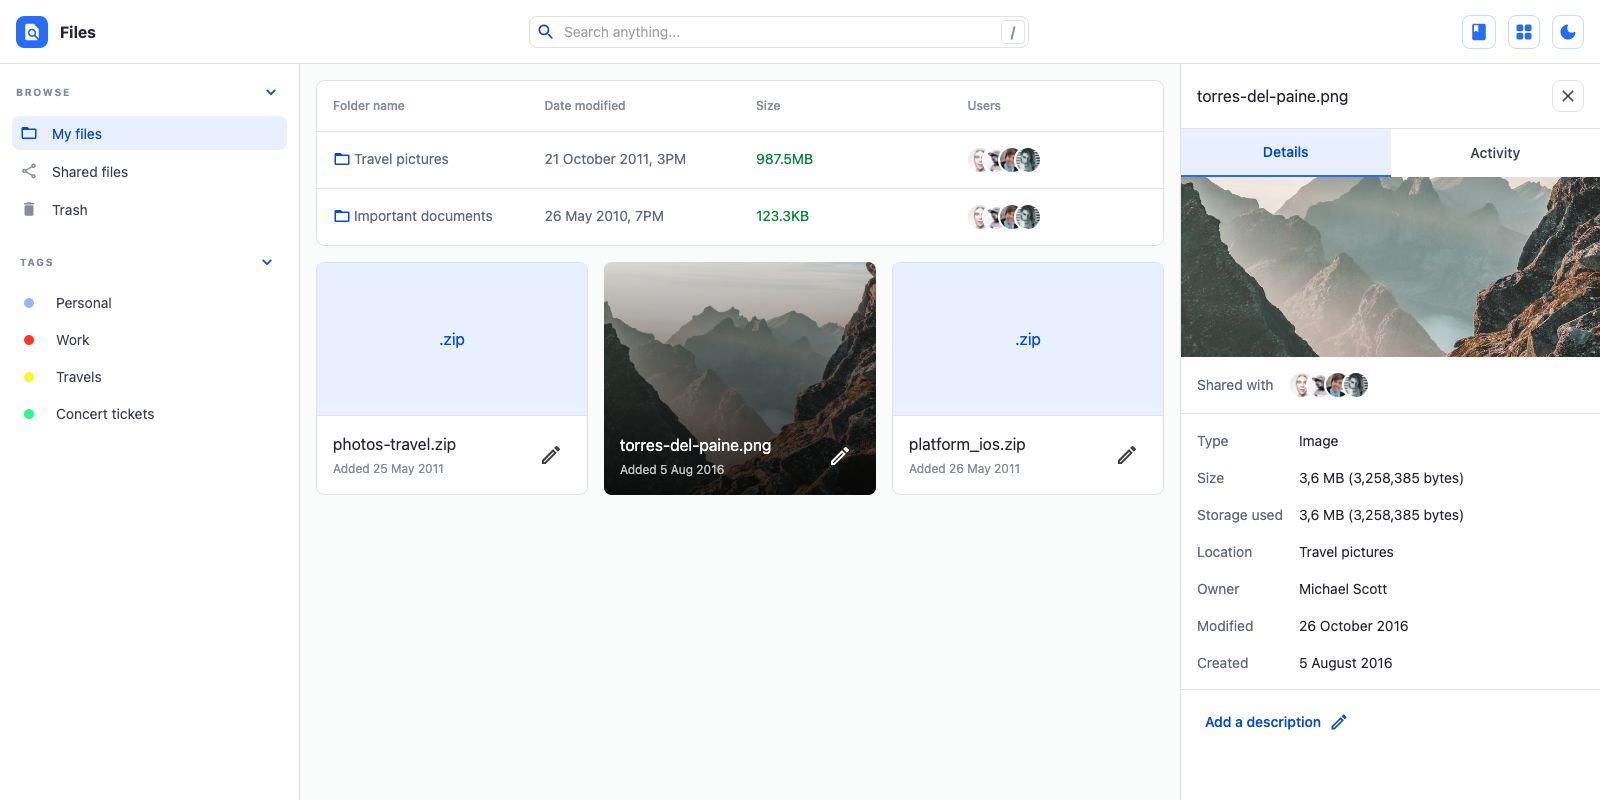 Files
Search anything...
/
BROWSE
My files
Shared files
Trash
TAGS
Personal
Work
Travels
Concert tickets
Folder name Date modified Size Users
Travel pictures 21 October 2011, 3PM 987.5MB
Important documents 26 May 2010, 7PM 123.3KB
.zip
photos-travel.zip
Added 25 May 2011
torres-del-paine.png
Added 5 Aug 2016
.zip
platform_ios.zip
Added 26 May 2011
torres-del-paine.png
Details Activity
Shared with
Type Image
Size 3,6 MB (3,258,385 bytes)
Storage used 3,6 MB (3,258,385 bytes)
Location Travel pictures
Owner Michael Scott
Modified 26 October 2016
Created 5 August 2016
Add a description